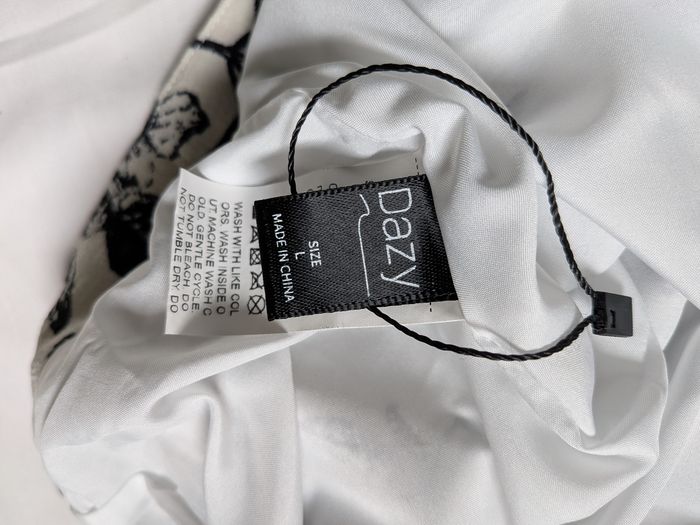 Dazy
SIZE
L
MADE IN CHINA
WASH WITH LIKE COL
ORS. WASH INSIDE O
UT. MACHINE WASH C
OLD. GENTLE CYCLE.
DO NOT BLEACH. DO
NOT TUMBLE DRY. DO